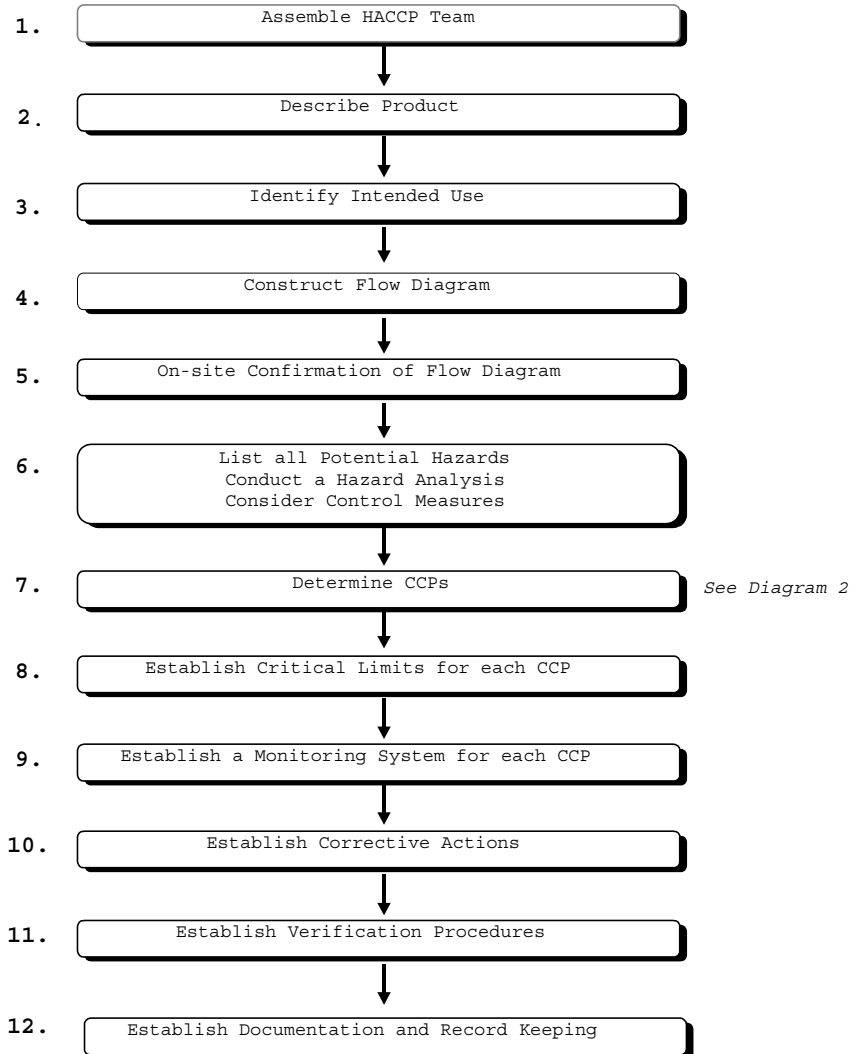 1. Assemble HACCP Team
2. Describe Product
3. Identify Intended Use
4. Construct Flow Diagram
5. On-site Confirmation of Flow Diagram
6. List all Potential Hazards
Conduct a Hazard Analysis
Consider Control Measures
7. Determine CCPs See Diagram 2
8. Establish Critical Limits for each CCP
9. Establish a Monitoring System for each CCP
10. Establish Corrective Actions
11. Establish Verification Procedures
12. Establish Documentation and Record Keeping